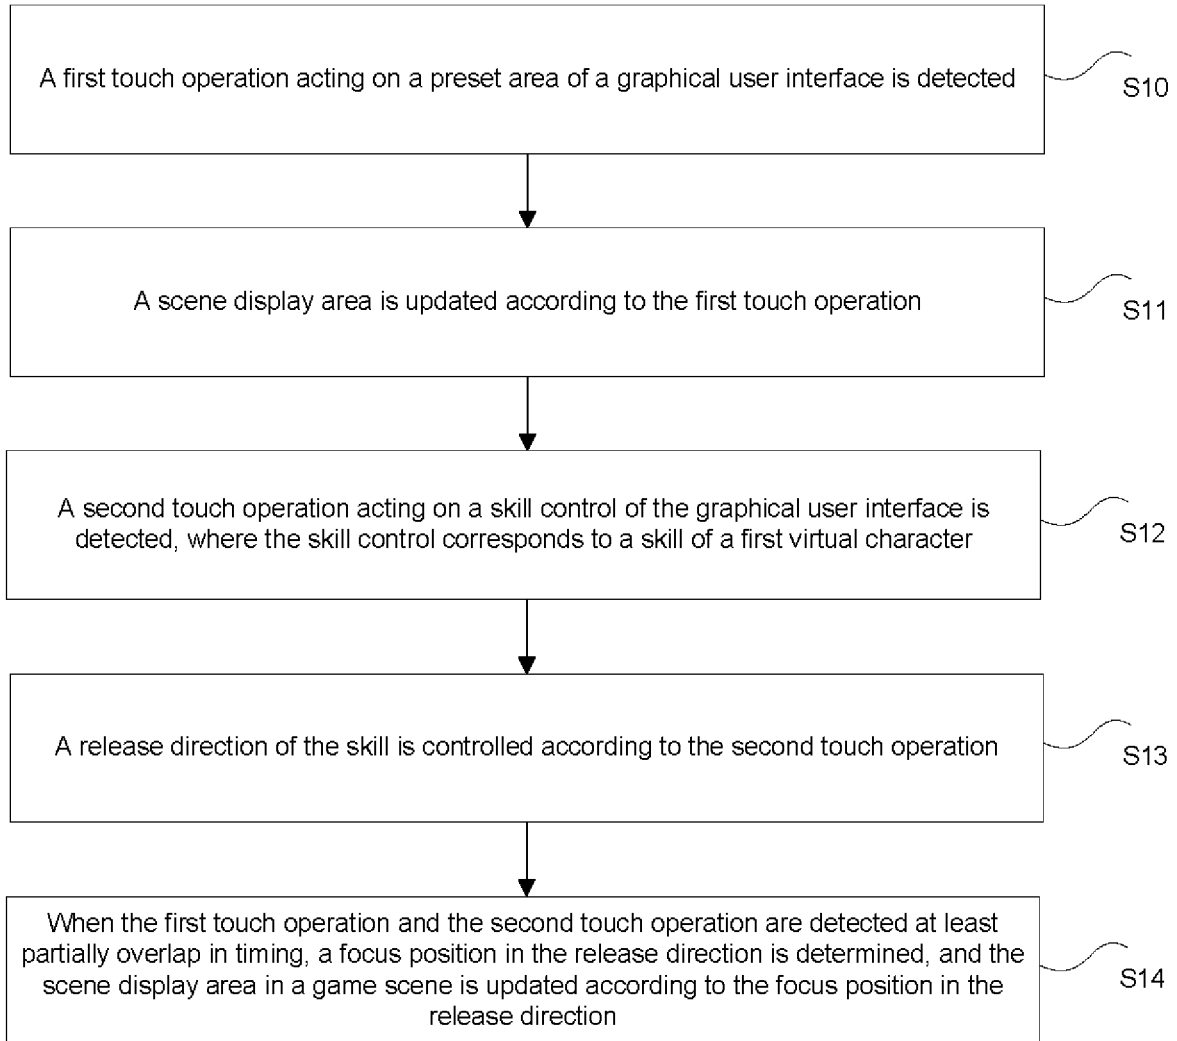 A first touch operation acting on a preset area of a graphical user interface is detected
S10
A scene display area is updated according to the first touch operation
S11
A second touch operation acting on a skill control of the graphical user interface is
detected, where the skill control corresponds to a skill of a first virtual character
S12
A release direction of the skill is controlled according to the second touch operation
S13
When the first touch operation and the second touch operation are detected at least
partially overlap in timing, a focus position in the release direction is determined, and the
scene display area in a game scene is updated according to the focus position in the
release direction
S14